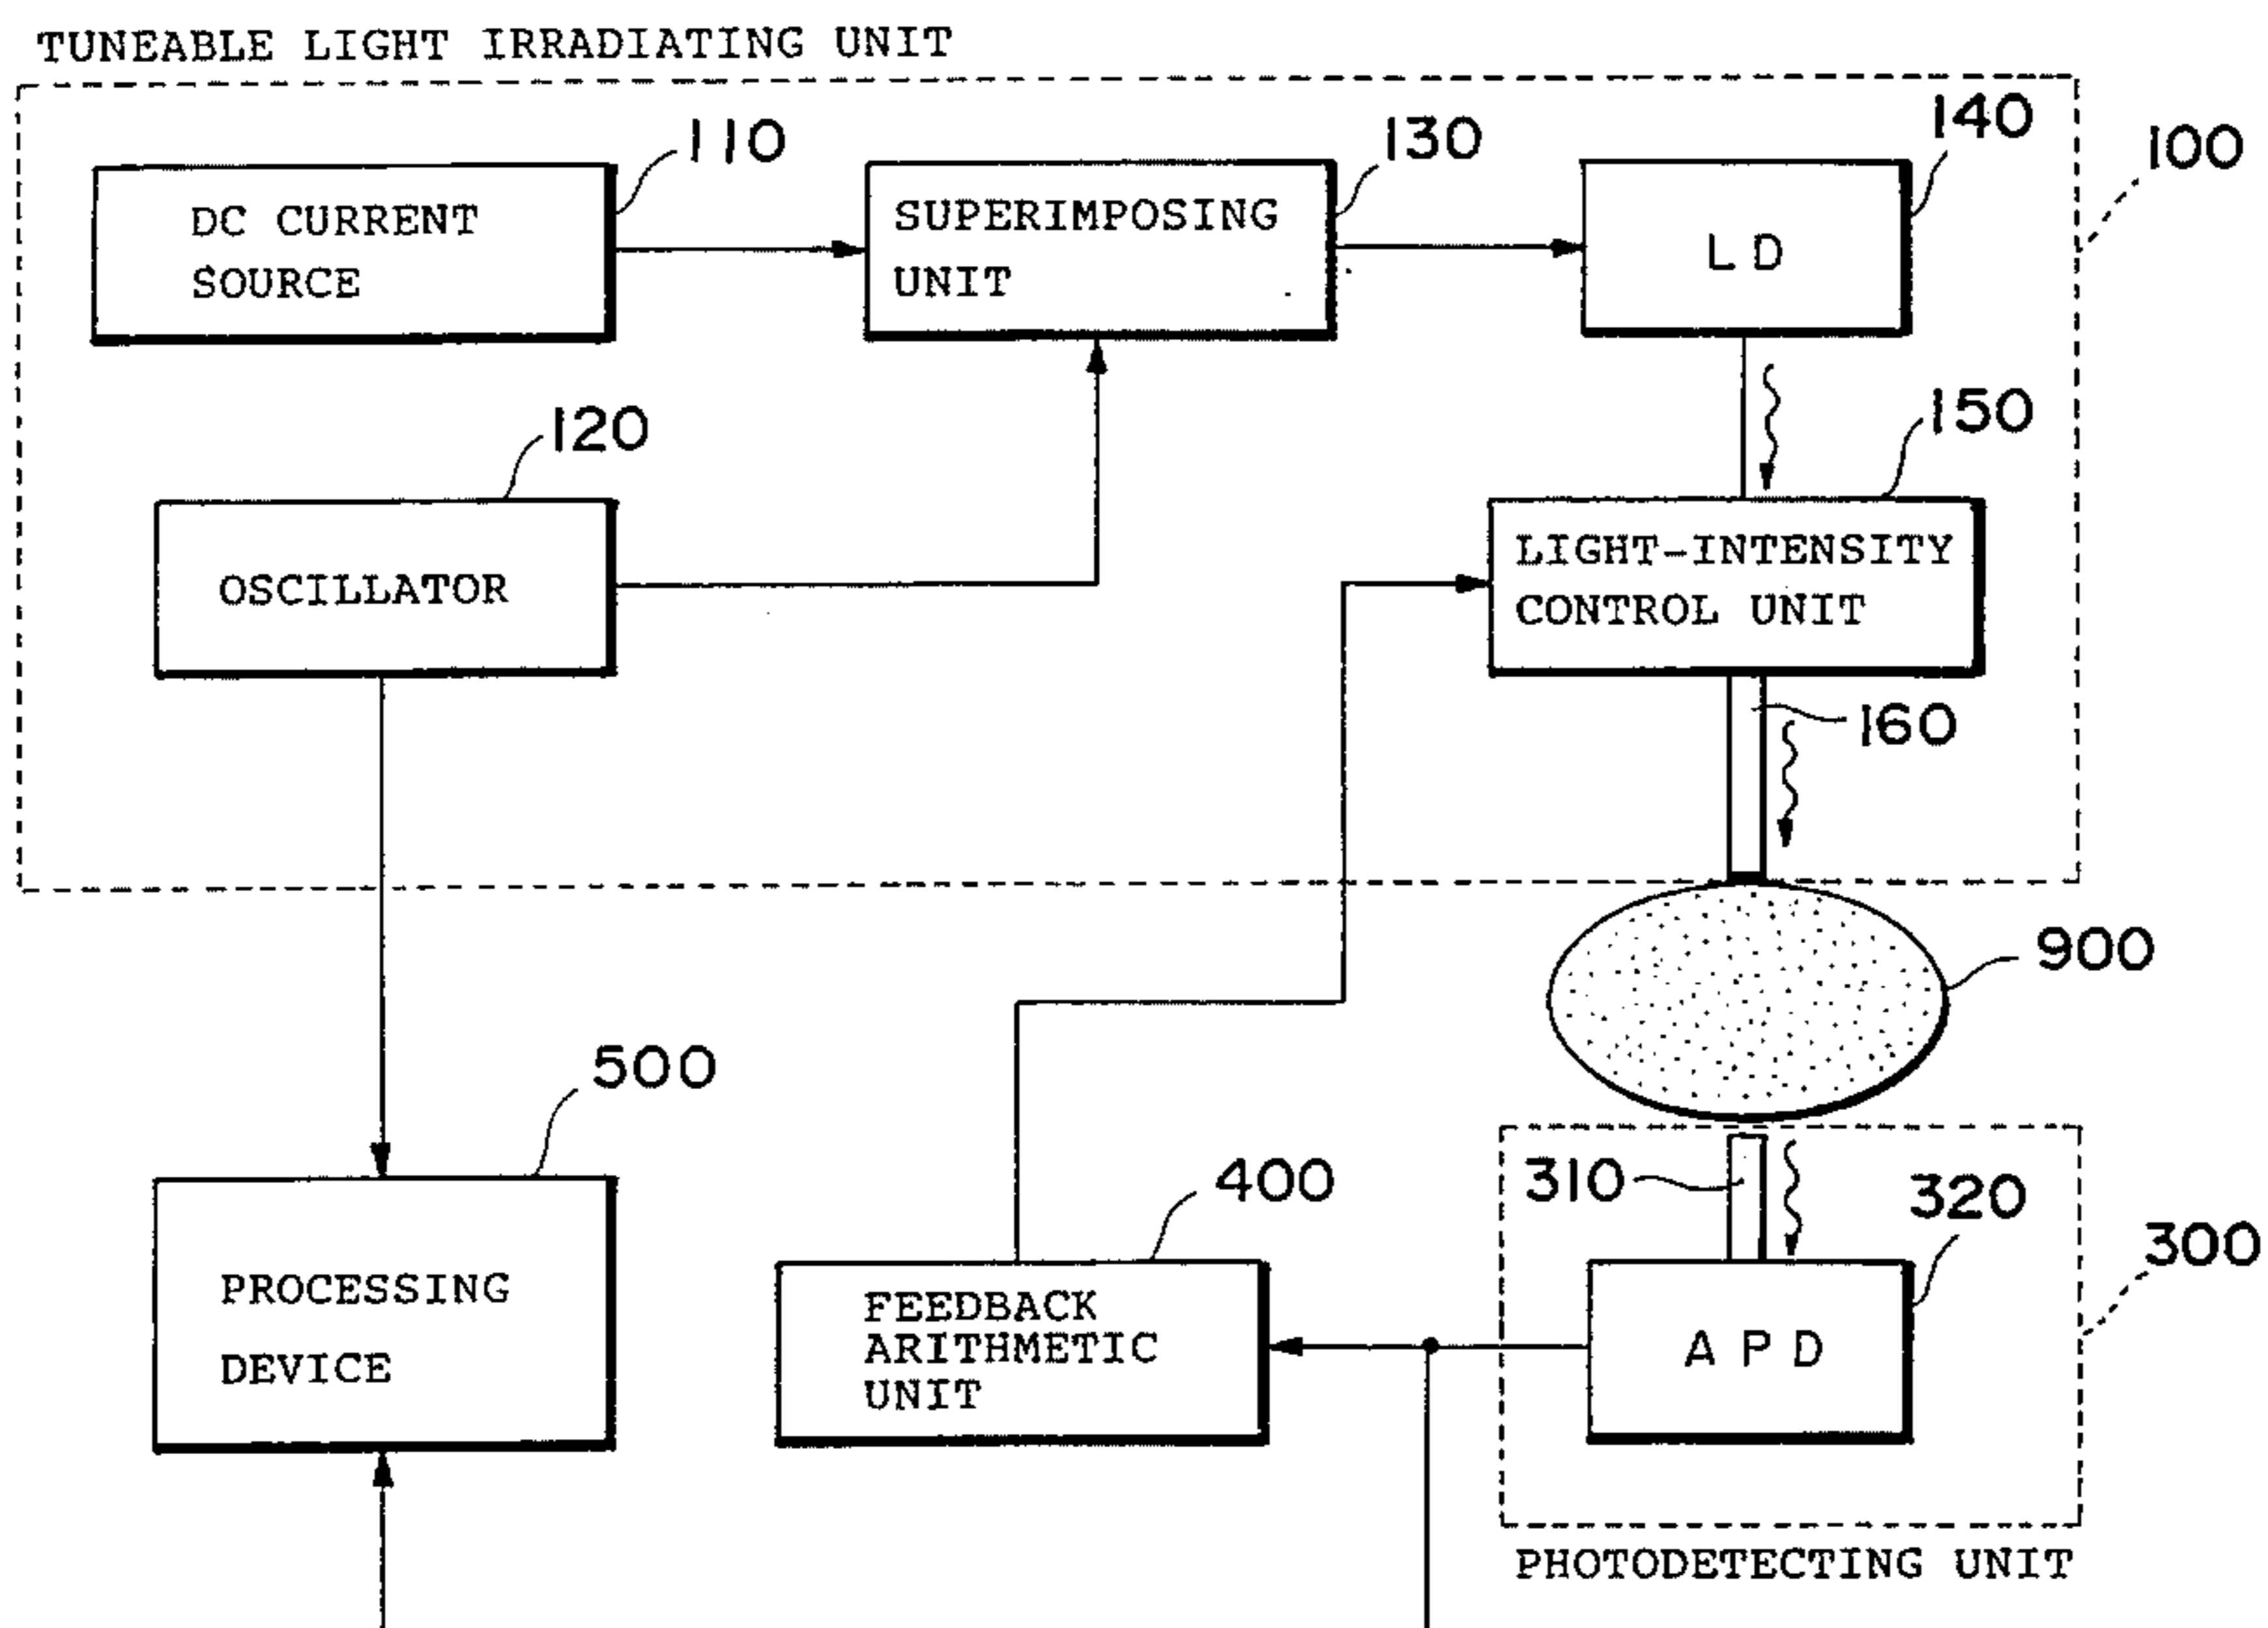 TUNEABLE LIGHT IRRADIATING UNIT
110
130
140
100
DC CURRENT
SOURCE
SUPERIMPOSING
UNIT
LD
120
150
OSCILLATOR
LIGHT-INTENSITY
CONTROL UNIT
160
900
500
400
310
320
300
PROCESSING
DEVICE
FEEDBACK
ARITHMETIC
UNIT
APD
PHOTODETECTING UNIT